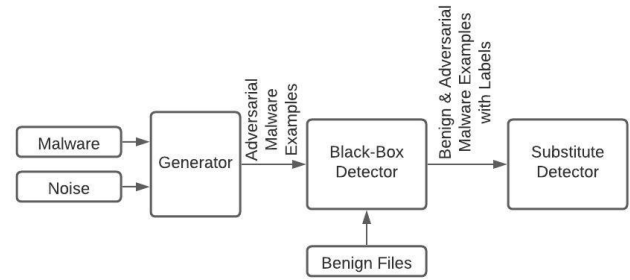 Malware
Noise
Generator
Adversarial
Malware
Examples
Black-Box
Detector
Benign Files
Benign & Adversarial
Malware Examples
with Labels
Substitute
Detector